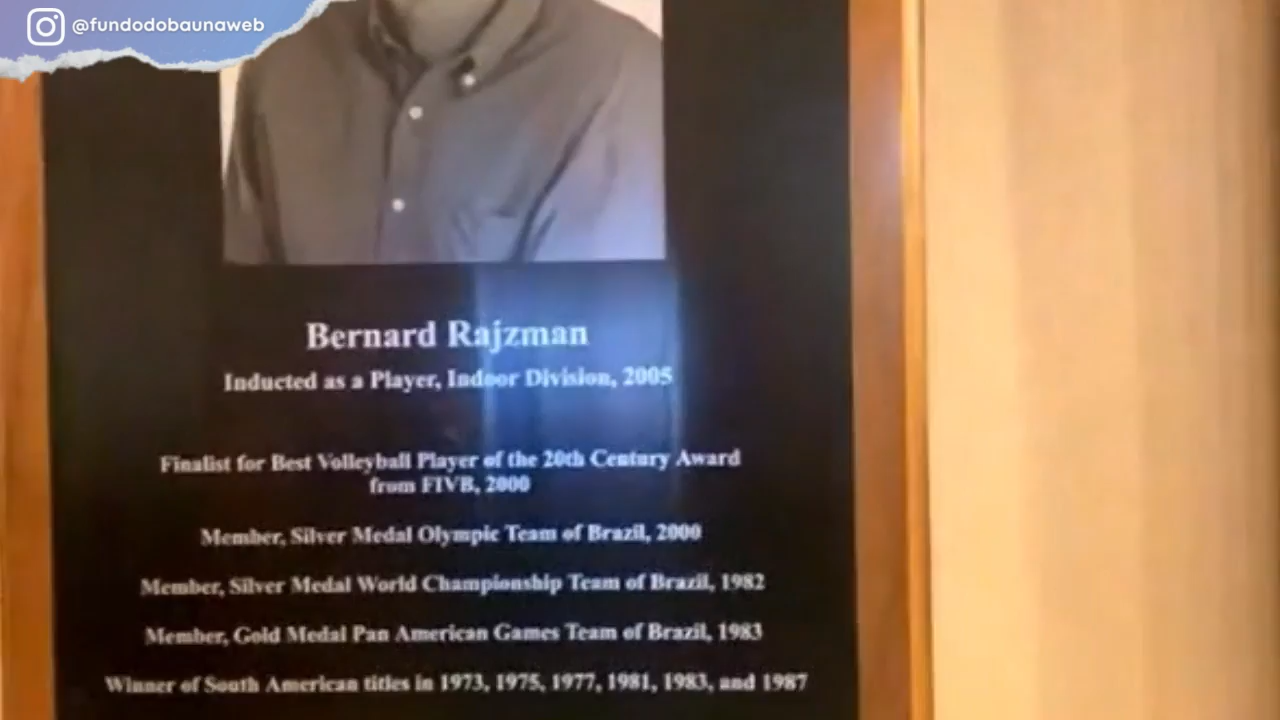 @fundodobaunaweb
Bernard Rajzman
Inducted as a Player, Indoor Division, 2005
Finalist for Best Volleyball Player of the 20th Century Award
from FIVB, 2000
Member, Silver Medal Olympic Team of Brazil, 2000
Member, Silver Medal World Championship Team of Brazil, 1982
Member, Gold Medal Pan American Games Team of Brazil, 1983
Winner of South American titles in 1973, 1975, 1977, 1981, 1983, and 1987